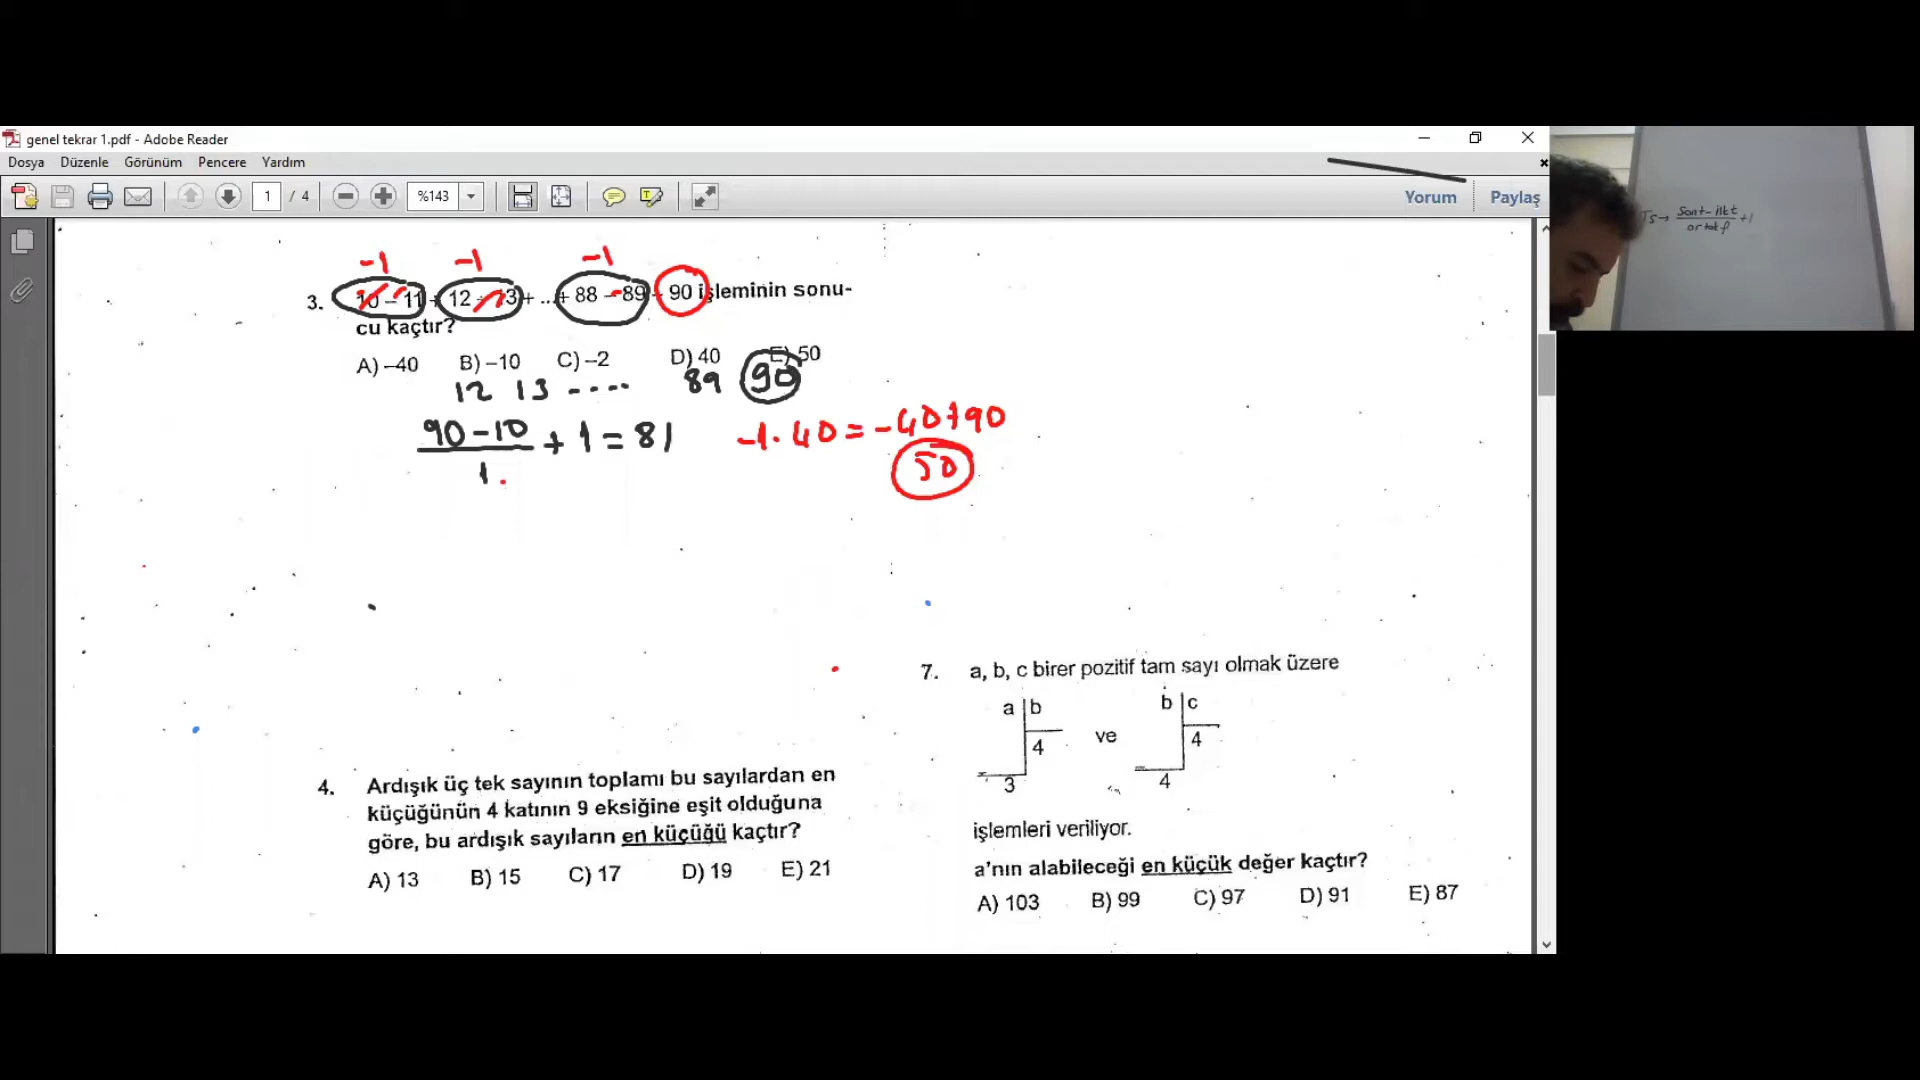 genel tekrar 1.pdf - Adobe Reader
Dosya Düzenle Görünüm Pencere Yardım
1 / 4 %143 Yorum Paylaş
-1 -1 -1
3. 10 – 11 + 12 – 13 + ... + 88 – 89 + 90 işleminin sonu-
cu kaçtır?
A) –40 B) –10 C) –2 D) 40 E) 50
12 13 ---- 89 90
90 - 10 / 1 + 1 = 81
-1 . 40 = -40+90
50
4. Ardışık üç tek sayının toplamı bu sayılardan en
küçüğünün 4 katının 9 eksiğine eşit olduğuna
göre, bu ardışık sayıların en küçüğü kaçtır?
A) 13 B) 15 C) 17 D) 19 E) 21
7. a, b, c birer pozitif tam sayı olmak üzere
a b ve b c
4 4
3 4
işlemleri veriliyor.
a’nın alabileceği en küçük değer kaçtır?
A) 103 B) 99 C) 97 D) 91 E) 87
Ts→ Sont-ilkt / ortakf +1